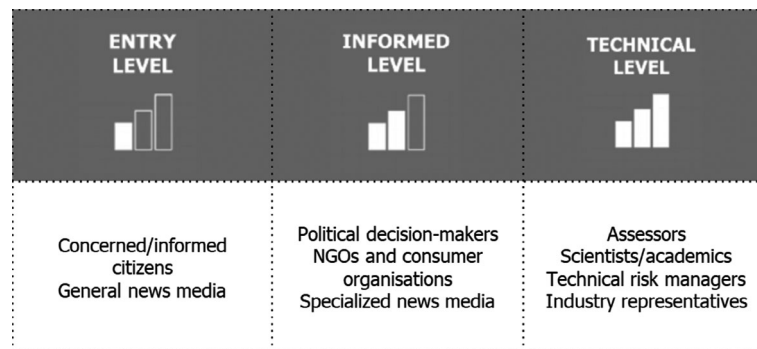 ENTRY
LEVEL
INFORMED
LEVEL
TECHNICAL
LEVEL
Concerned/informed
citizens
General news media
Political decision-makers
NGOs and consumer
organisations
Specialized news media
Assessors
Scientists/academics
Technical risk managers
Industry representatives